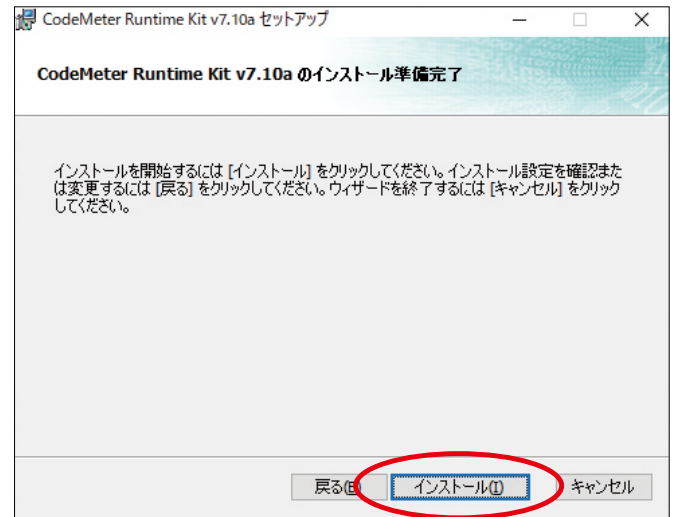 CodeMeter Runtime Kit v7.10a セットアップ
CodeMeter Runtime Kit v7.10a のインストール準備完了
インストールを開始するには [インストール] をクリックしてください。インストール設定を確認また
は変更するには [戻る] をクリックしてください。ウィザードを終了するには [キャンセル] をクリック
してください。
戻る(B) インストール(I) キャンセル